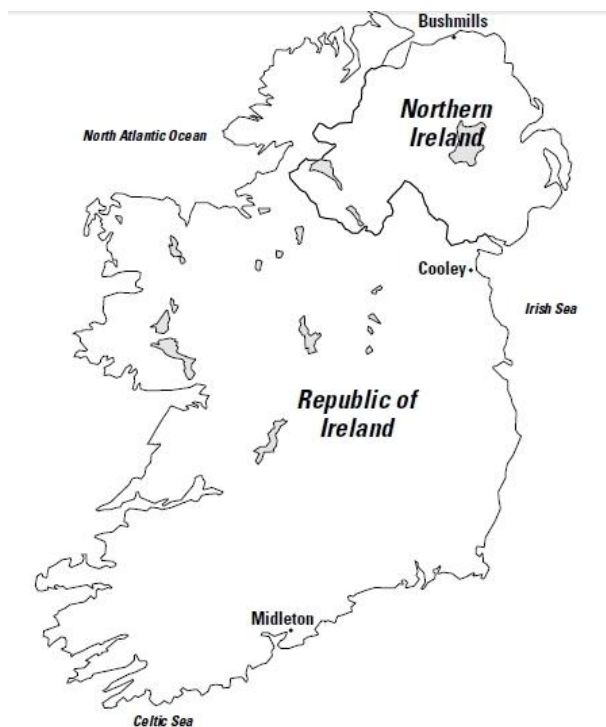 Bushmills
Northern
Ireland
North Atlantic Ocean
Cooley
Irish Sea
Republic of
Ireland
Midleton
Celtic Sea